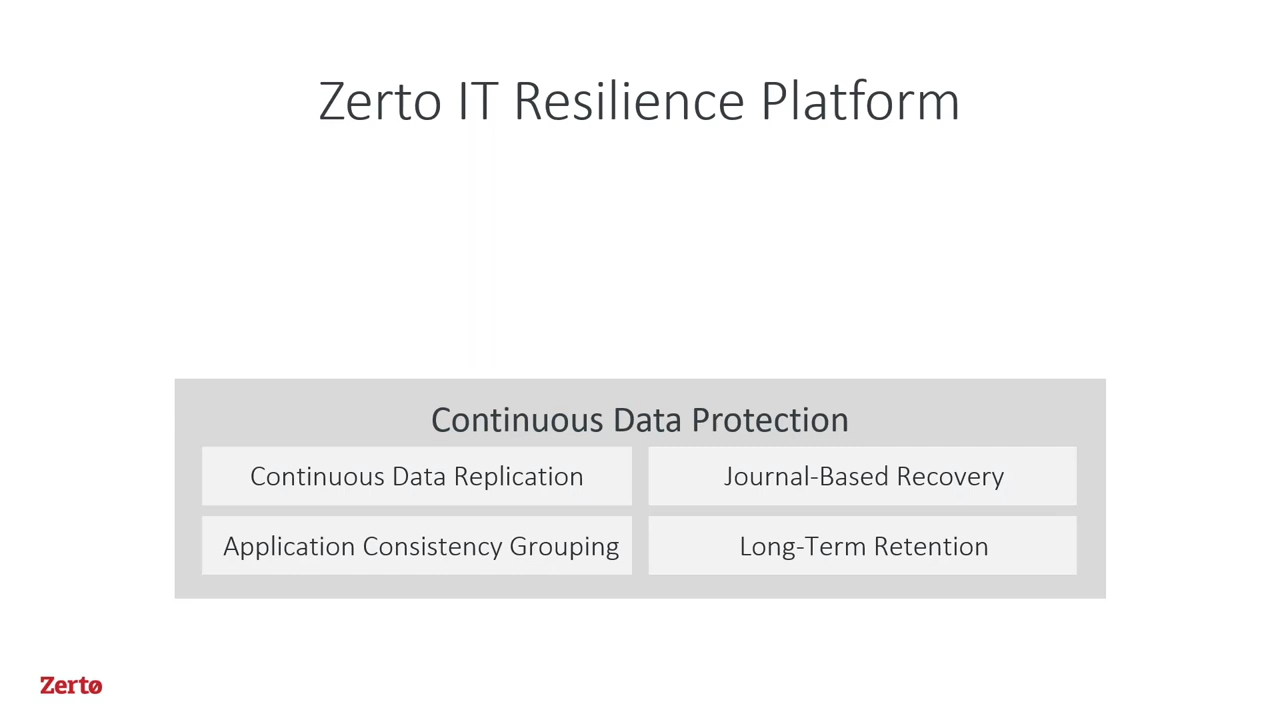 Zerto IT Resilience Platform
Continuous Data Protection
Continuous Data Replication
Journal-Based Recovery
Application Consistency Grouping
Long-Term Retention
Zerto